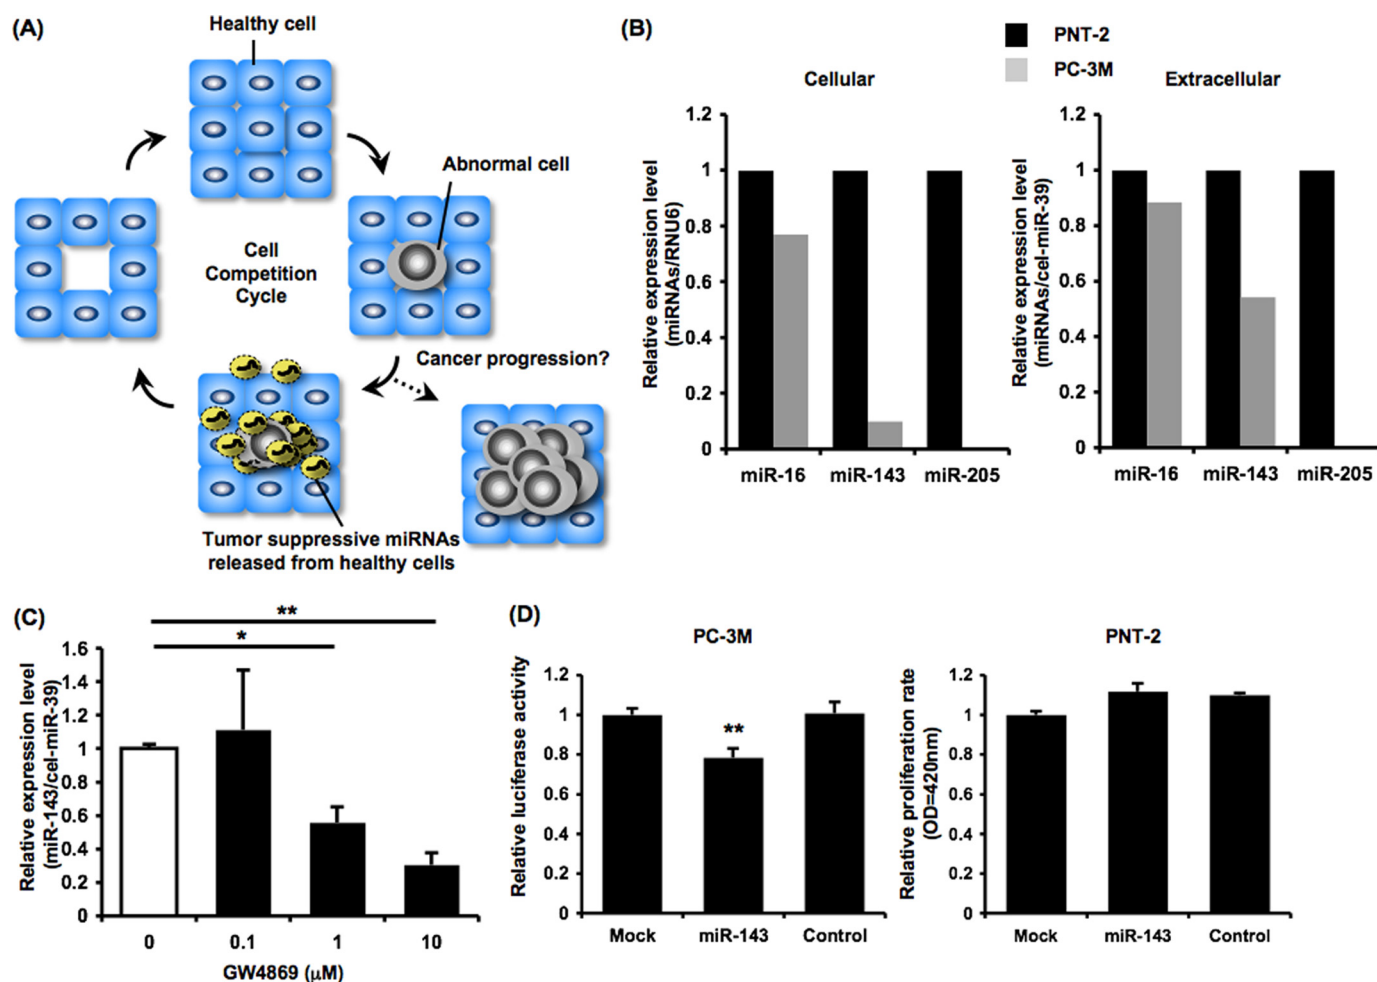 (A)
Healthy cell
Abnormal cell
Cell
Competition
Cycle
Cancer progression?
Tumor suppressive miRNAs
released from healthy cells
(B)
PNT-2
PC-3M
Cellular
Relative expression level
(miRNAs/RNU6)
1.2
1
0.8
0.6
0.4
0.2
0
miR-16 miR-143 miR-205
Extracellular
Relative expression level
(miRNAs/cel-miR-39)
1.2
1
0.8
0.6
0.4
0.2
0
miR-16 miR-143 miR-205
(C)
**
*
Relative expression level
(miR-143/cel-miR-39)
1.6
1.4
1.2
1
0.8
0.6
0.4
0.2
0
0 0.1 1 10
GW4869 (µM)
(D)
PC-3M
Relative luciferase activity
1.2
1
0.8
0.6
0.4
0.2
0
**
Mock miR-143 Control
PNT-2
Relative proliferation rate
(OD=420nm)
1.2
1
0.8
0.6
0.4
0.2
0
Mock miR-143 Control